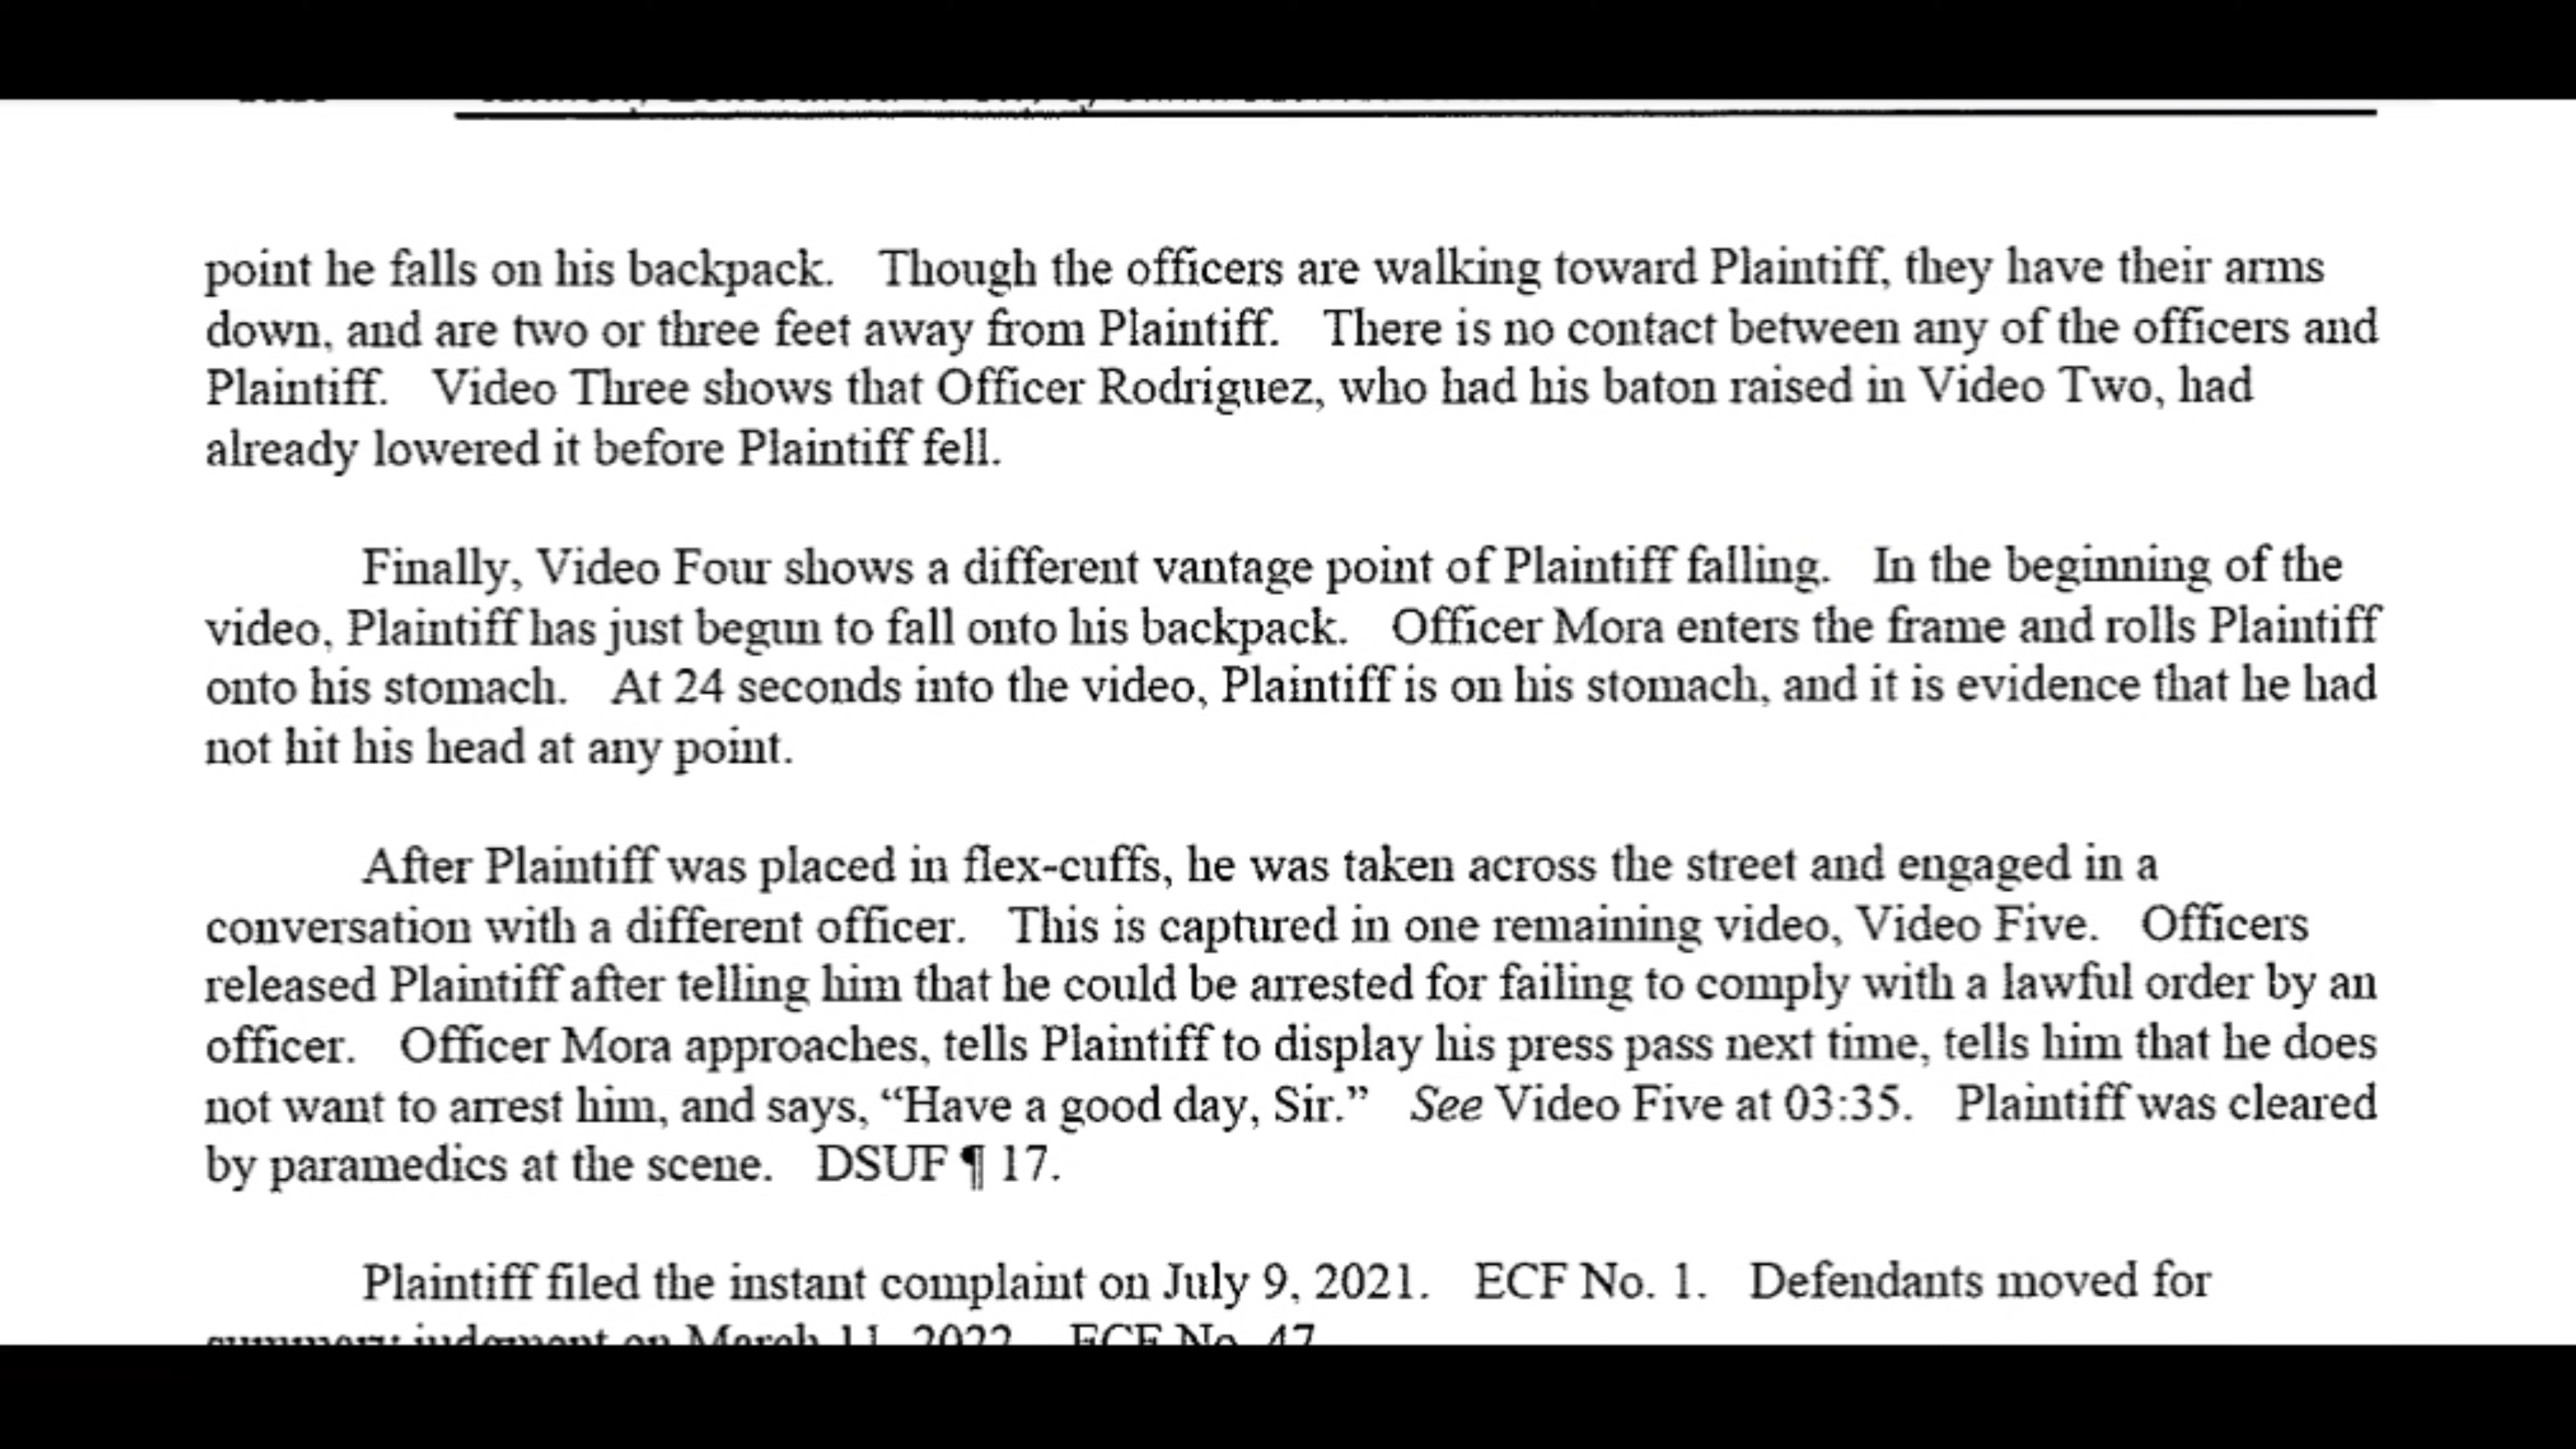 point he falls on his backpack. Though the officers are walking toward Plaintiff, they have their arms
down, and are two or three feet away from Plaintiff. There is no contact between any of the officers and
Plaintiff. Video Three shows that Officer Rodriguez, who had his baton raised in Video Two, had
already lowered it before Plaintiff fell.
Finally, Video Four shows a different vantage point of Plaintiff falling. In the beginning of the
video, Plaintiff has just begun to fall onto his backpack. Officer Mora enters the frame and rolls Plaintiff
onto his stomach. At 24 seconds into the video, Plaintiff is on his stomach, and it is evidence that he had
not hit his head at any point.
After Plaintiff was placed in flex-cuffs, he was taken across the street and engaged in a
conversation with a different officer. This is captured in one remaining video, Video Five. Officers
released Plaintiff after telling him that he could be arrested for failing to comply with a lawful order by an
officer. Officer Mora approaches, tells Plaintiff to display his press pass next time, tells him that he does
not want to arrest him, and says, “Have a good day, Sir.” See Video Five at 03:35. Plaintiff was cleared
by paramedics at the scene. DSUF ¶ 17.
Plaintiff filed the instant complaint on July 9, 2021. ECF No. 1. Defendants moved for
summary judgment on March 11, 2022. ECF No. 47.